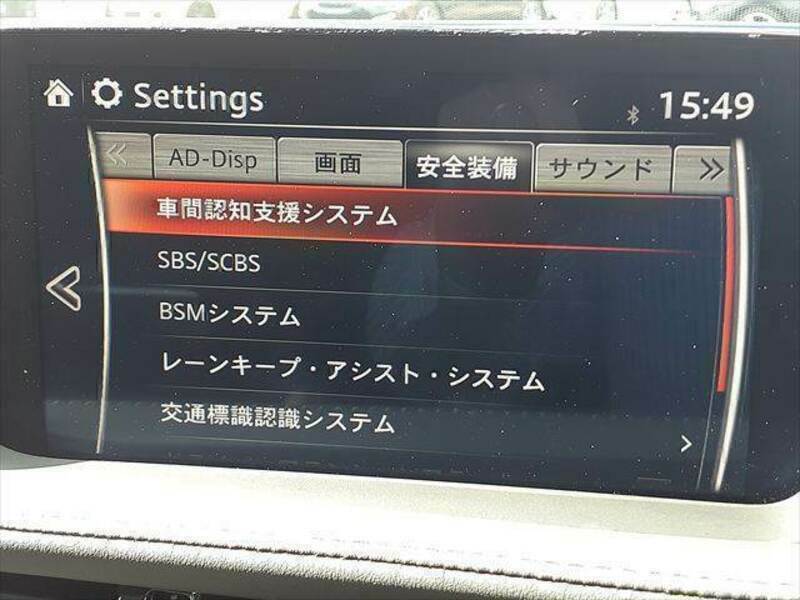 Settings 15:49
AD-Disp 画面 安全装備 サウンド
車間認知支援システム
SBS/SCBS
BSMシステム
レーンキープ・アシスト・システム
交通標識認識システム